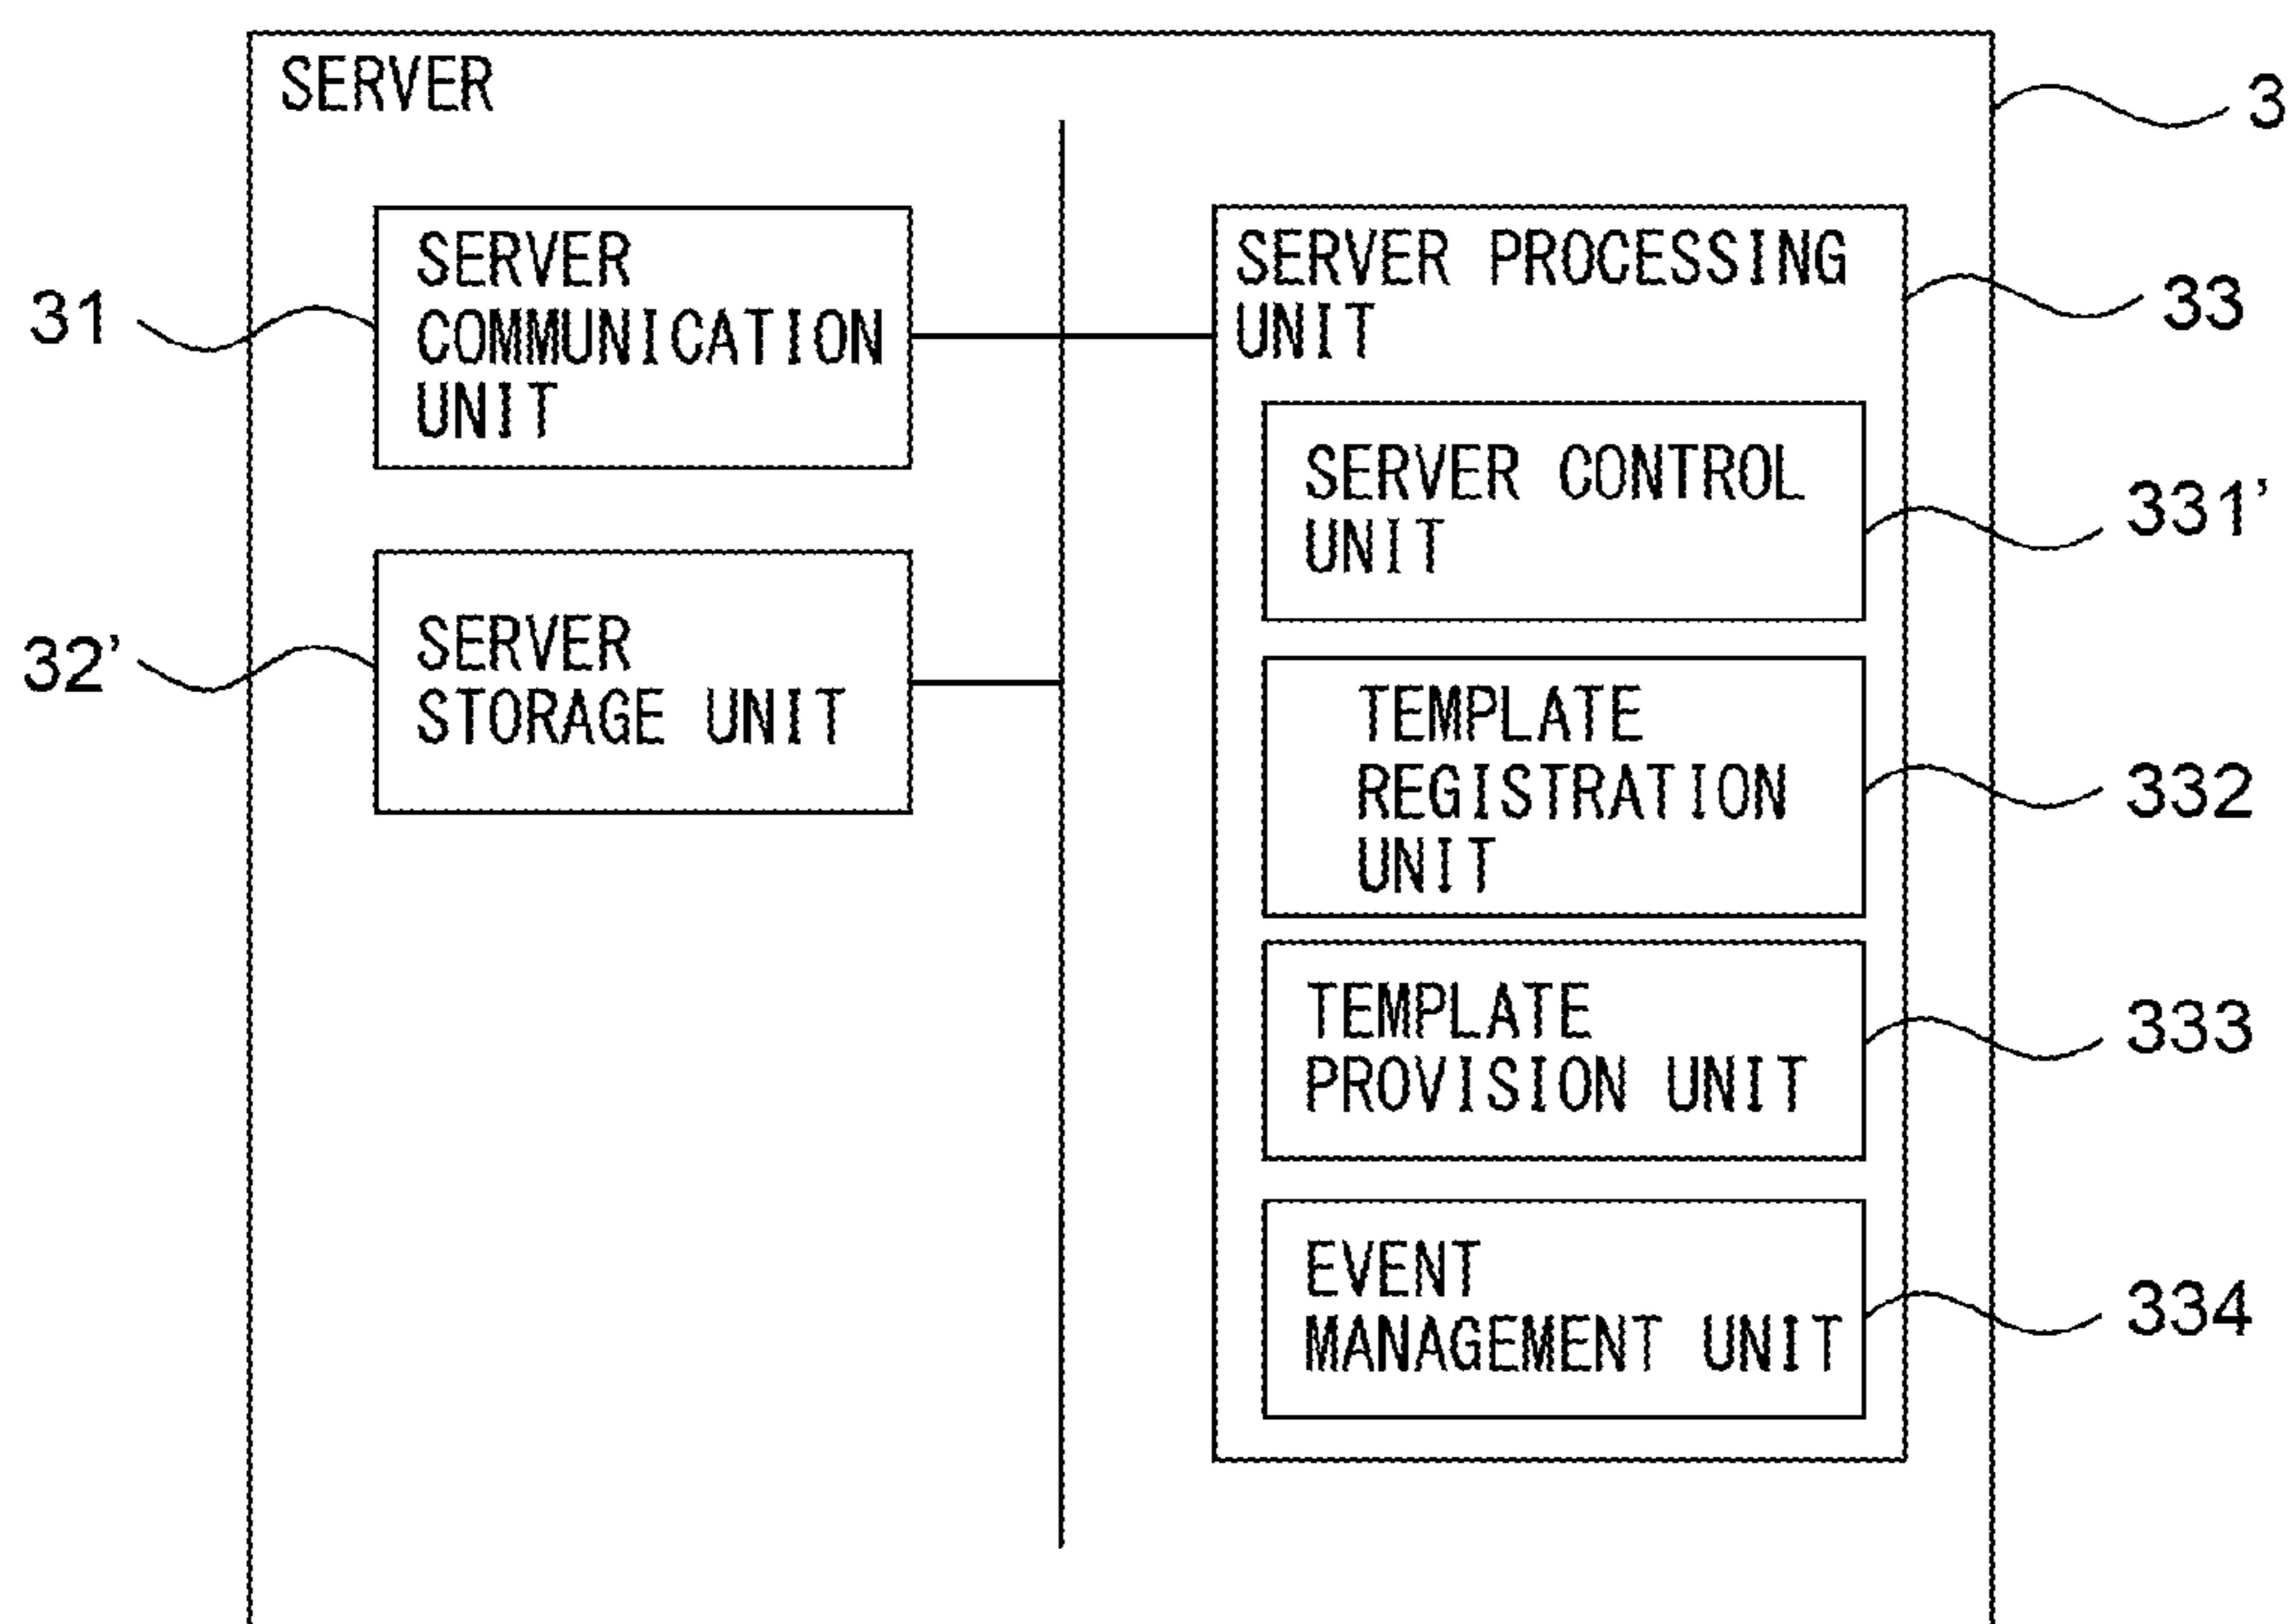 SERVER
3
SERVER
COMMUNICATION
UNIT
31
SERVER
STORAGE UNIT
32’
SERVER PROCESSING
UNIT
33
SERVER CONTROL
UNIT
331’
TEMPLATE
REGISTRATION
UNIT
332
TEMPLATE
PROVISION UNIT
333
EVENT
MANAGEMENT UNIT
334